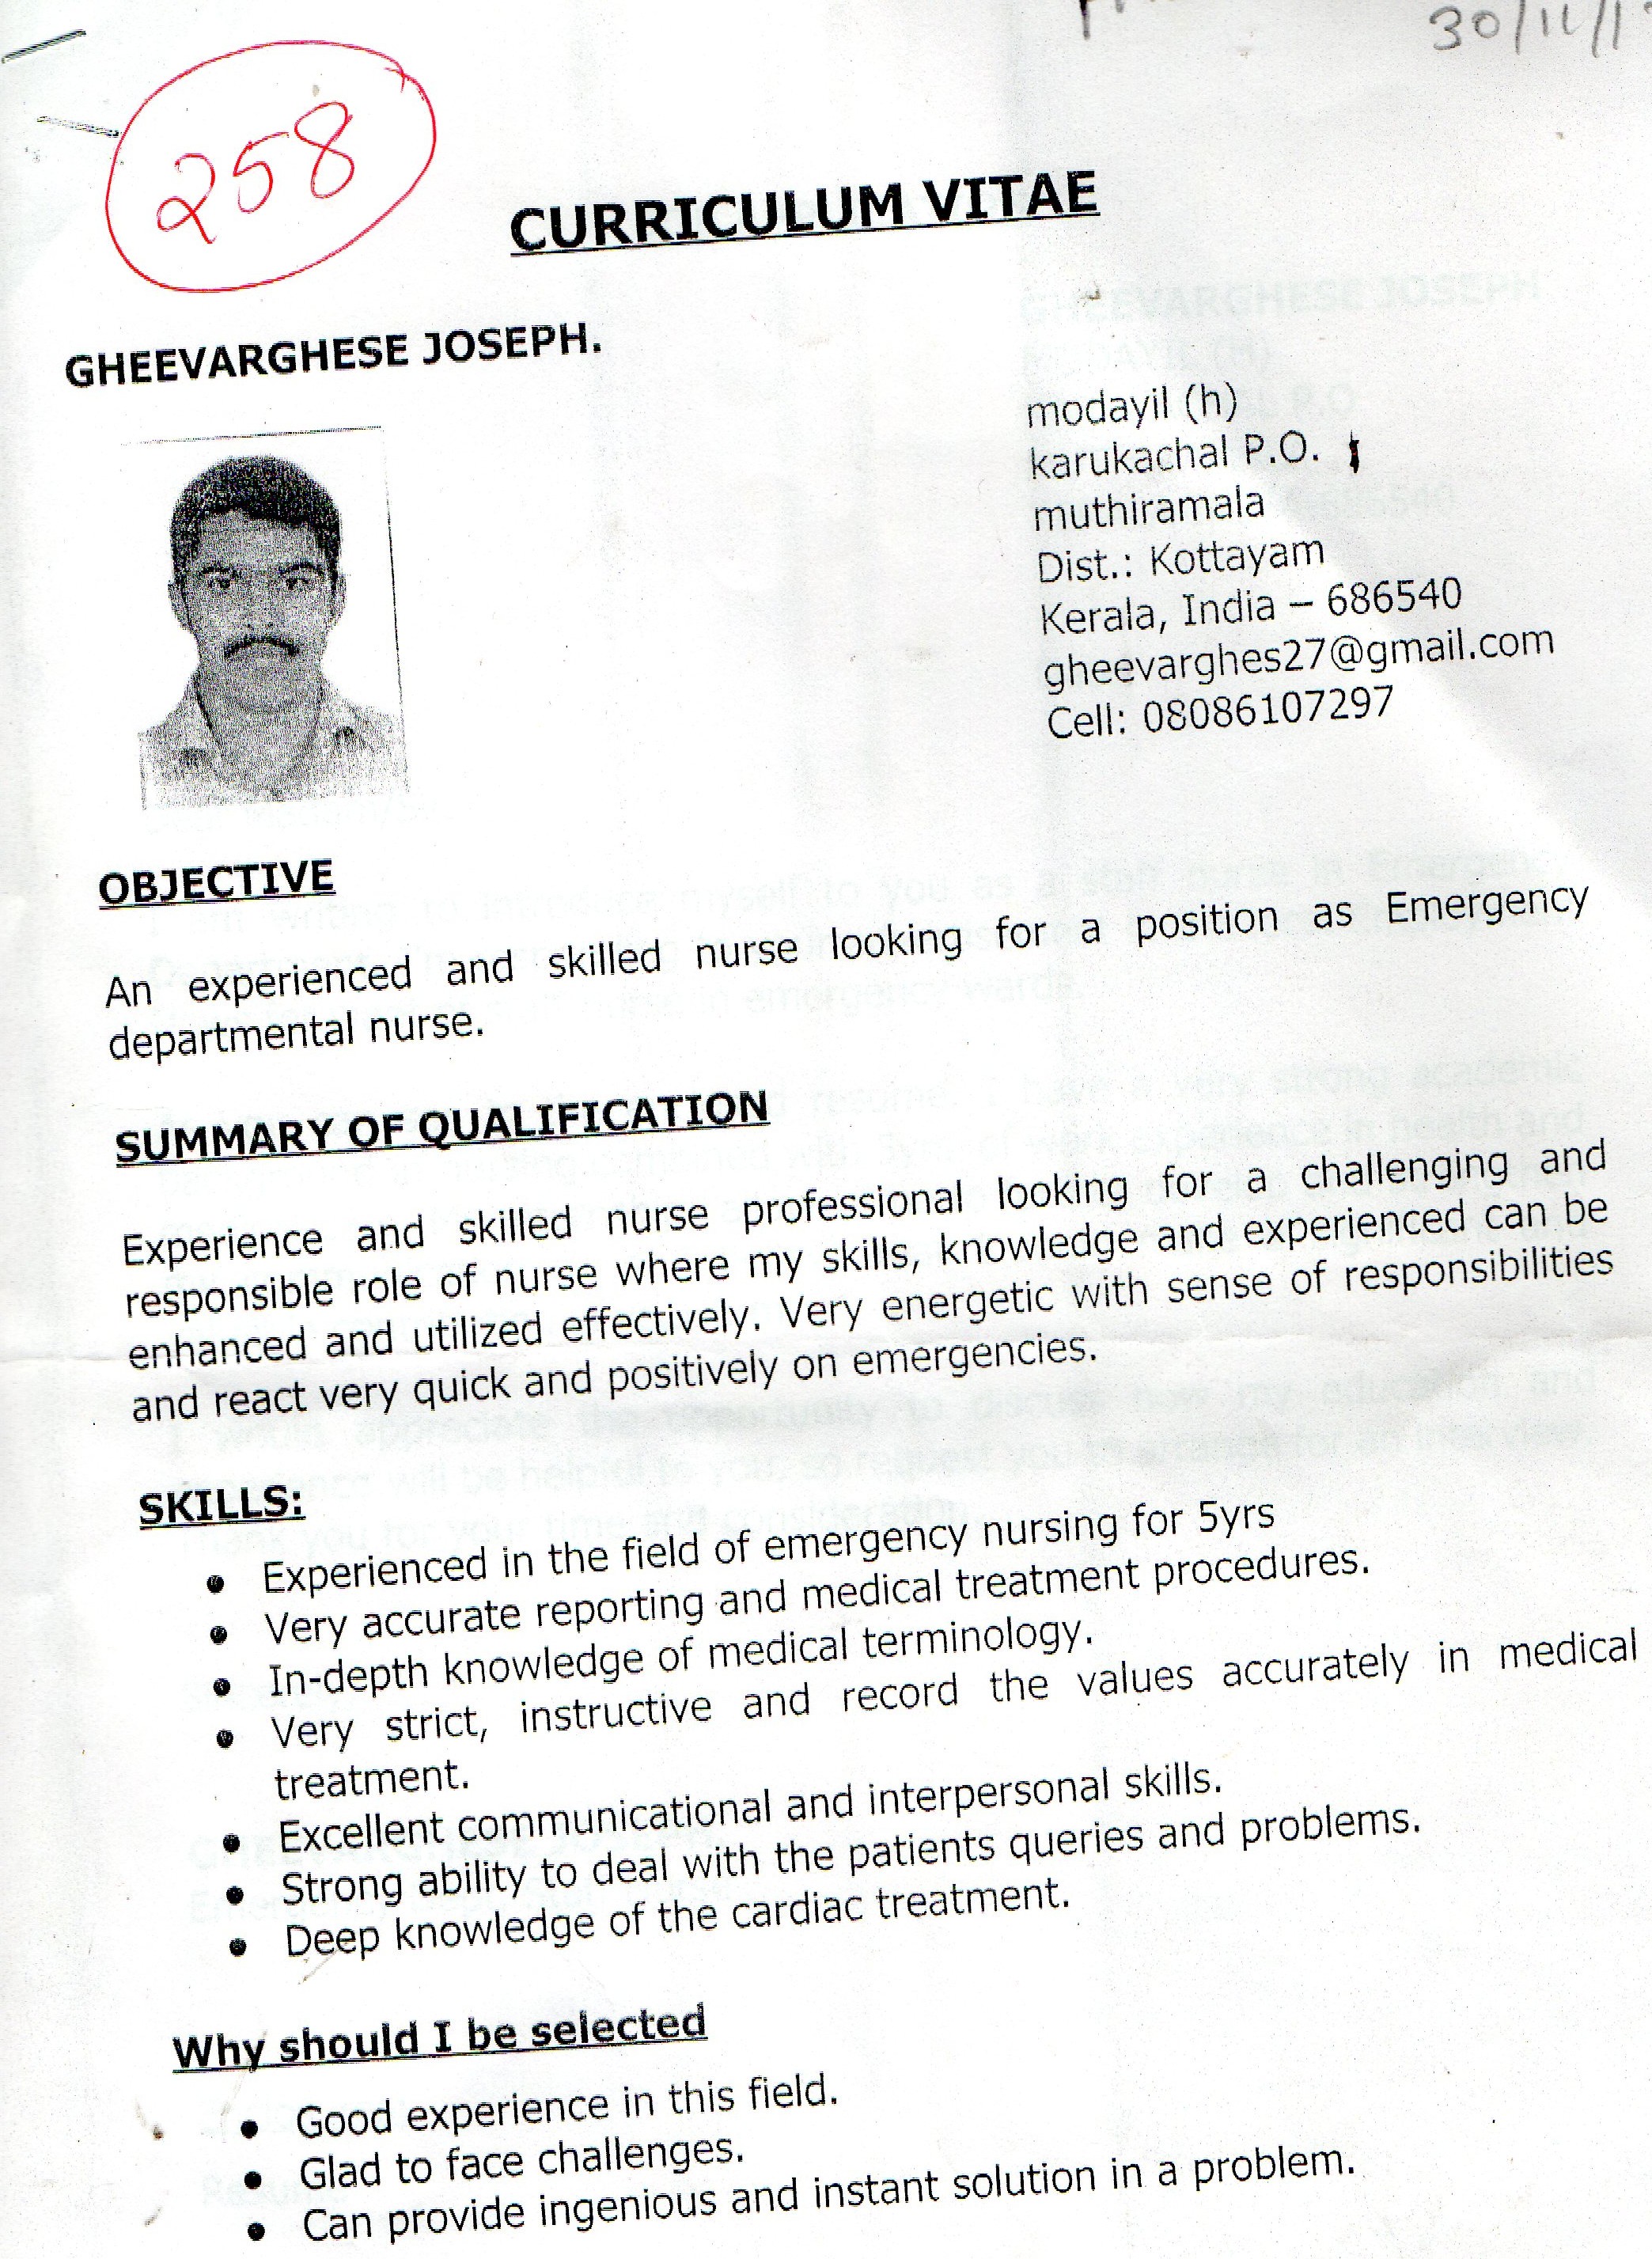 30/11/1
258
CURRICULUM VITAE
GHEEVARGHESE JOSEPH.
modayil (h)
karukachal P.O.
muthiramala
Dist.: Kottayam
Kerala, India – 686540
gheevarghes27@gmail.com
Cell: 08086107297
OBJECTIVE
An experienced and skilled nurse looking for a position as Emergency
departmental nurse.
SUMMARY OF QUALIFICATION
Experience and skilled nurse professional looking for a challenging and
responsible role of nurse where my skills, knowledge and experienced can be
enhanced and utilized effectively. Very energetic with sense of responsibilities
and react very quick and positively on emergencies.
SKILLS:
• Experienced in the field of emergency nursing for 5yrs
• Very accurate reporting and medical treatment procedures.
• In-depth knowledge of medical terminology.
• Very strict, instructive and record the values accurately in medical
treatment.
• Excellent communicational and interpersonal skills.
• Strong ability to deal with the patients queries and problems.
• Deep knowledge of the cardiac treatment.
Why should I be selected
• Good experience in this field.
• Glad to face challenges.
• Can provide ingenious and instant solution in a problem.